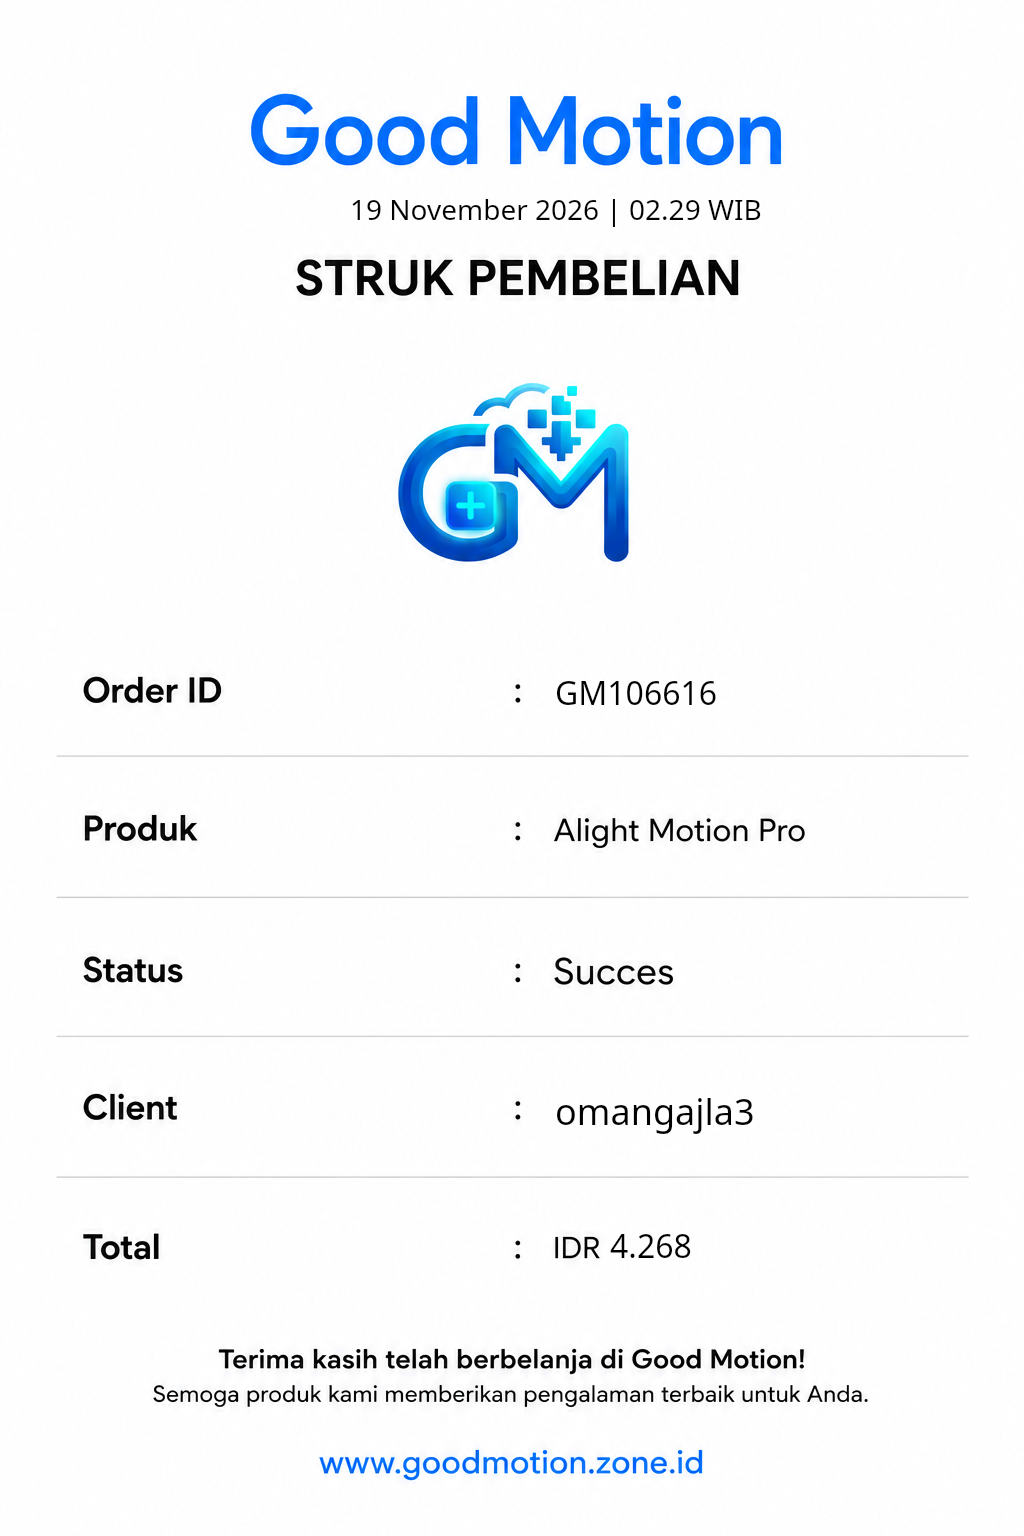 Good Motion
19 November 2026 | 02.29 WIB
STRUK PEMBELIAN
GM
Order ID : GM106616
Produk : Alight Motion Pro
Status : Succes
Client : omangajla3
Total : IDR 4.268
Terima kasih telah berbelanja di Good Motion!
Semoga produk kami memberikan pengalaman terbaik untuk Anda.
www.goodmotion.zone.id